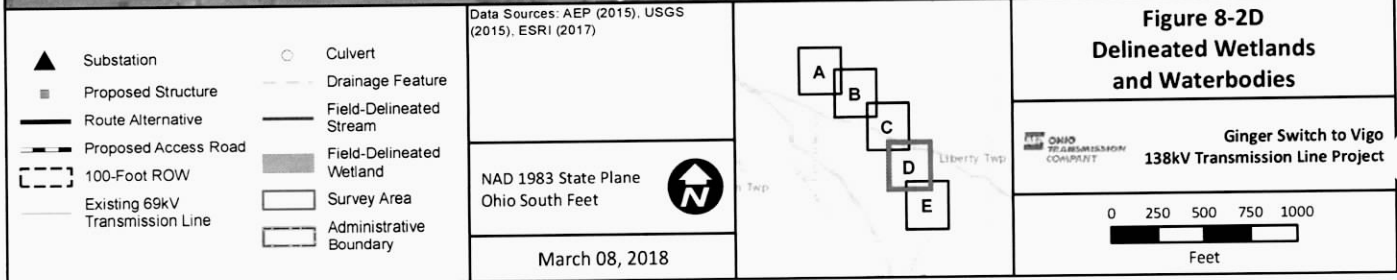 Substation
Proposed Structure
Route Alternative
Proposed Access Road
100-Foot ROW
Existing 69kV
Transmission Line
Culvert
Drainage Feature
Field-Delineated
Stream
Field-Delineated
Wetland
Survey Area
Administrative
Boundary
Data Sources: AEP (2015), USGS
(2015), ESRI (2017)
NAD 1983 State Plane
Ohio South Feet
N
March 08, 2018
A
B
C
D
E
Liberty Twp
Twp
Figure 8-2D
Delineated Wetlands
and Waterbodies
OHIO
TRANSMISSION
COMPANY
Ginger Switch to Vigo
138kV Transmission Line Project
0 250 500 750 1000
Feet